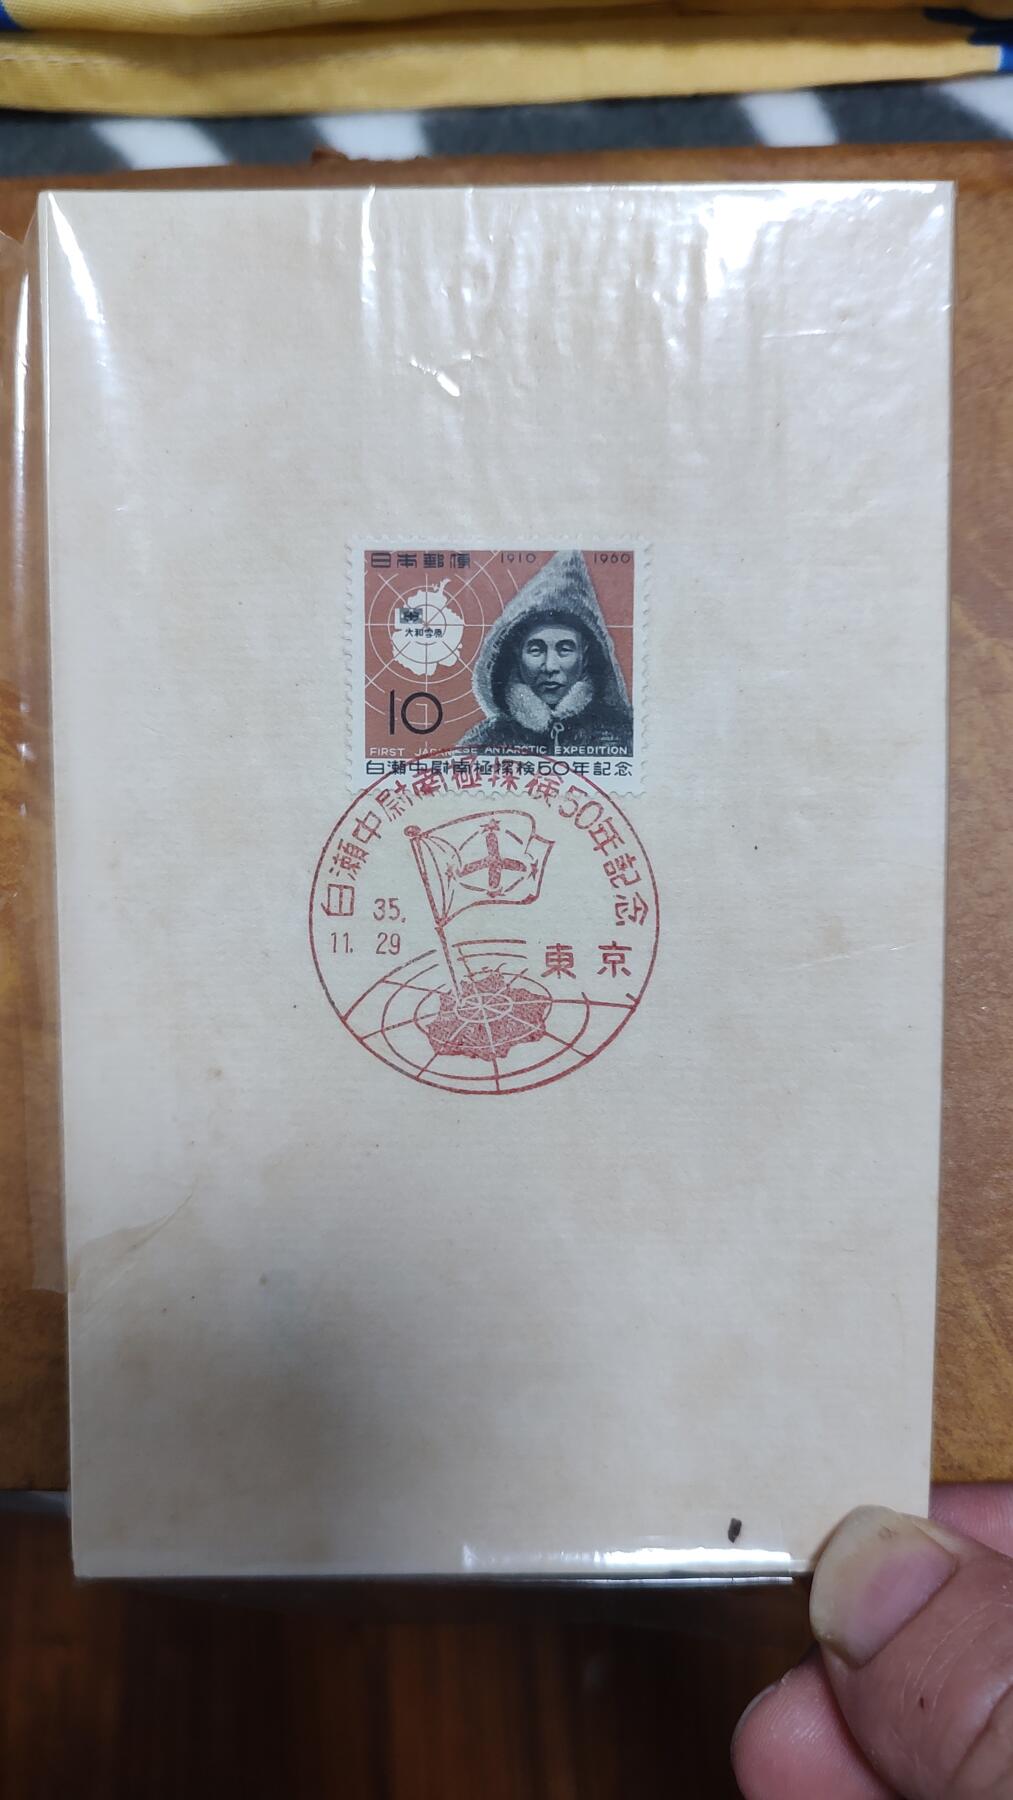 日本郵便 1910 1960
大和雪原
10
FIRST JAPANESE ANTARCTIC EXPEDITION
白瀬中尉南極探検50年記念
白瀬中尉南極探検50年記念
35.
11. 29
東京